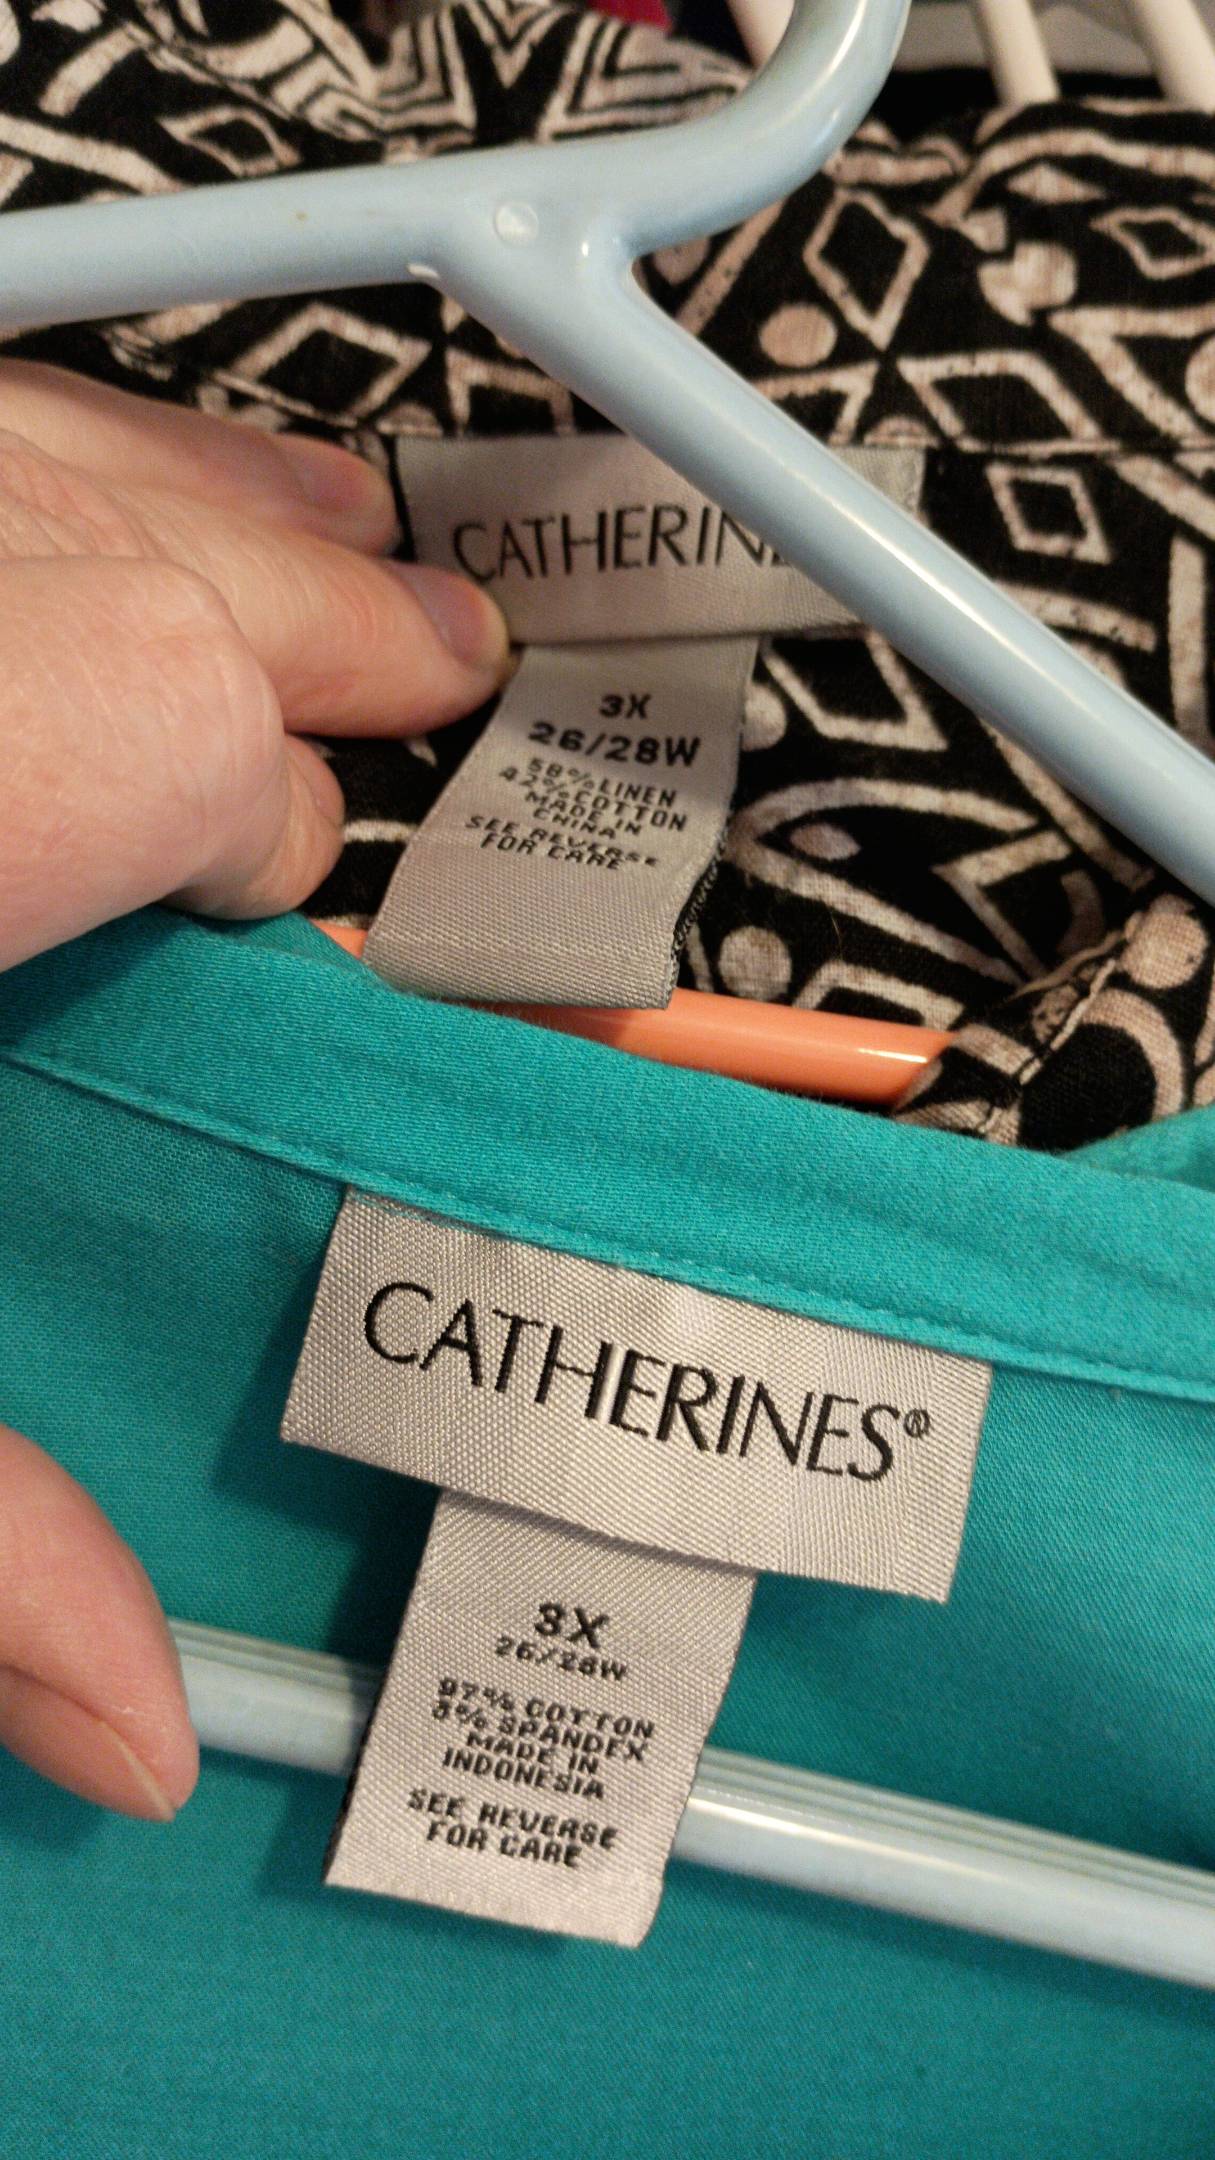 CATHERIN
3X
26/28W
58% LINEN
42% COTTON
MADE IN
CHINA
SEE REVERSE
FOR CARE
CATHERINES®
3X
26/28W
97% COTTON
3% SPANDEX
MADE IN
INDONESIA
SEE REVERSE
FOR CARE